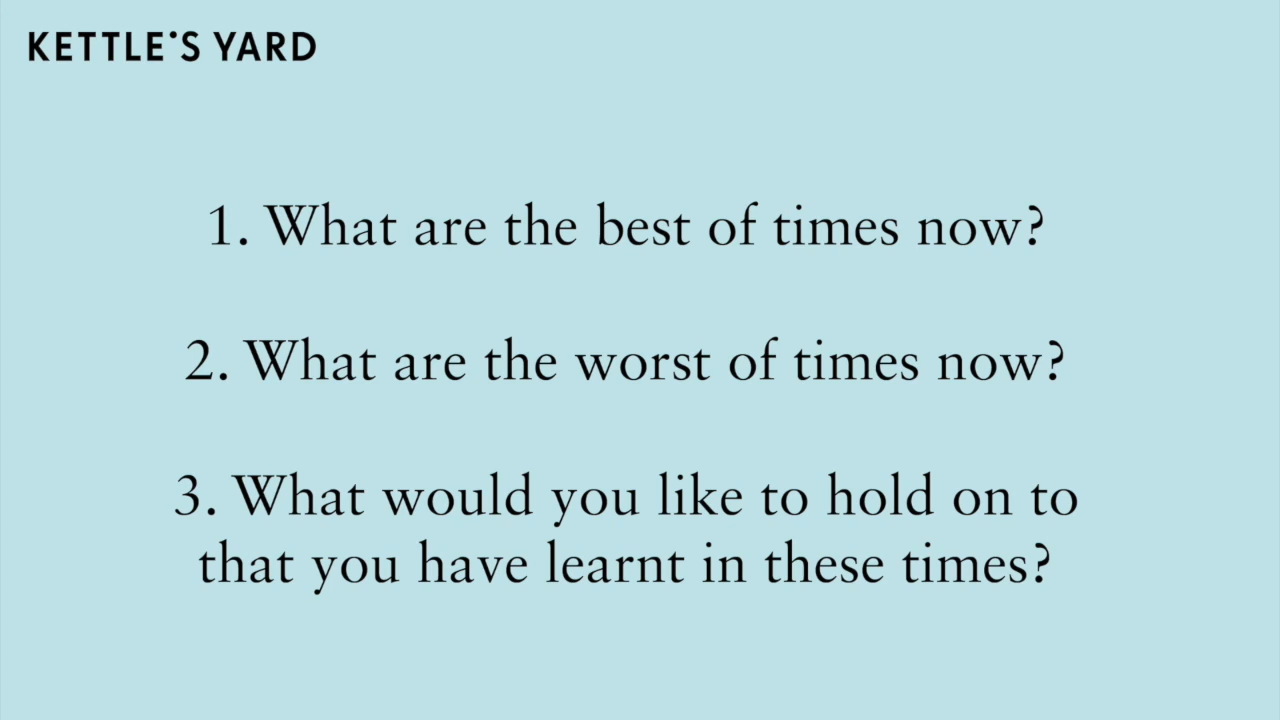 KETTLE'S YARD
1. What are the best of times now?
2. What are the worst of times now?
3. What would you like to hold on to
that you have learnt in these times?